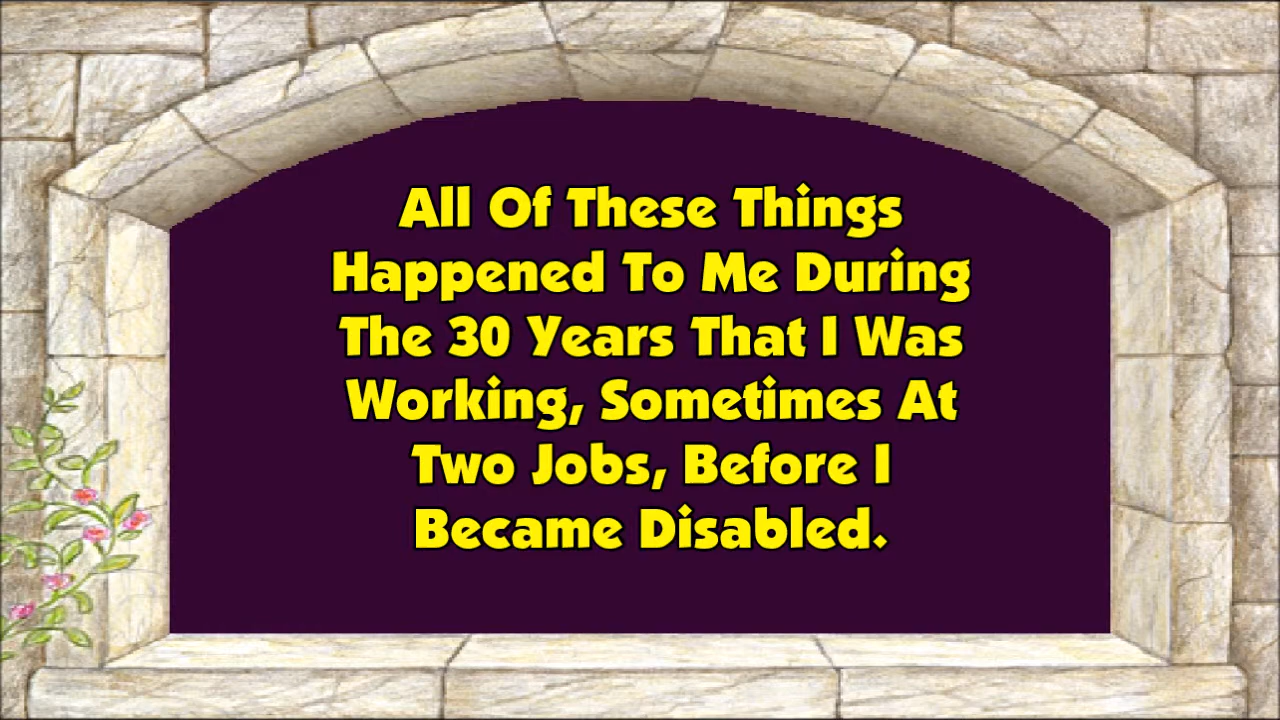 All Of These Things
Happened To Me During
The 30 Years That I Was
Working, Sometimes At
Two Jobs, Before I
Became Disabled.